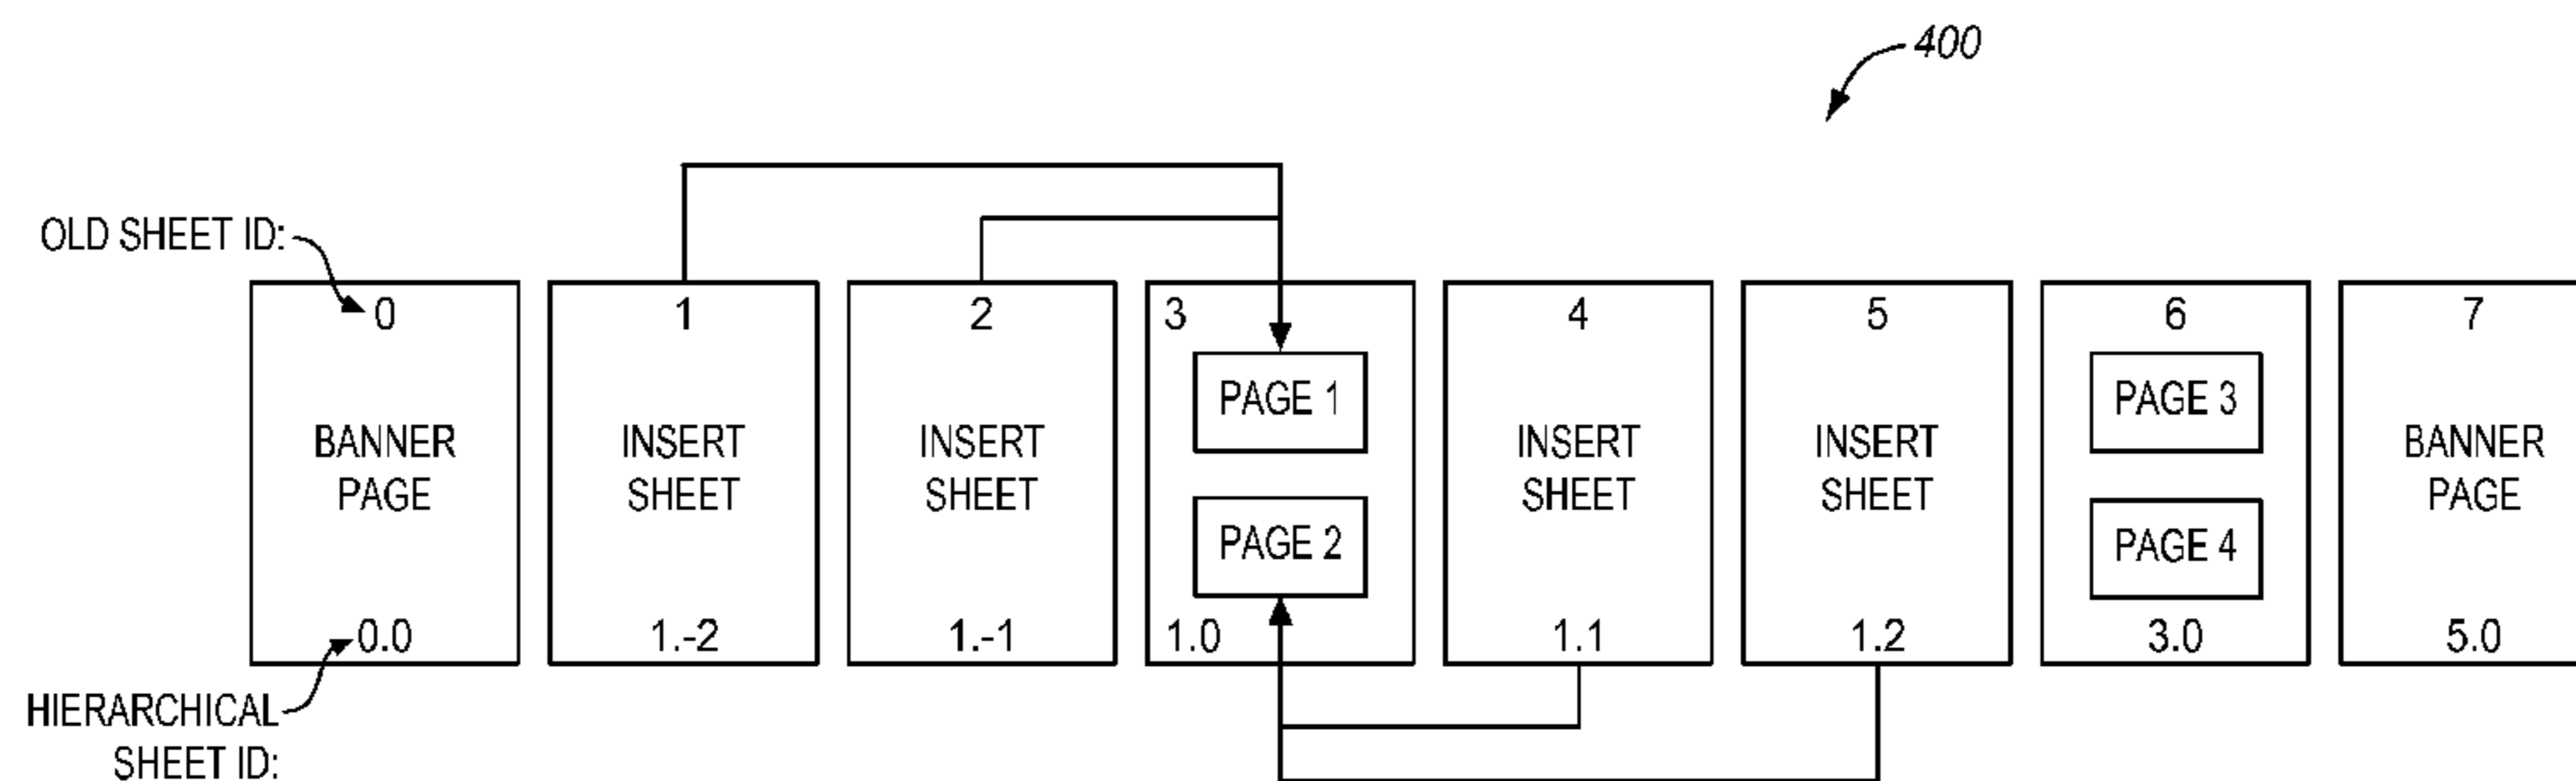 400
OLD SHEET ID:
0 1 2 3 4 5 6 7
PAGE 1 PAGE 3
BANNER INSERT INSERT INSERT INSERT BANNER
PAGE SHEET SHEET SHEET SHEET PAGE
PAGE 2 PAGE 4
0.0 1.-2 1.-1 1.0 1.1 1.2 3.0 5.0
HIERARCHICAL
SHEET ID: